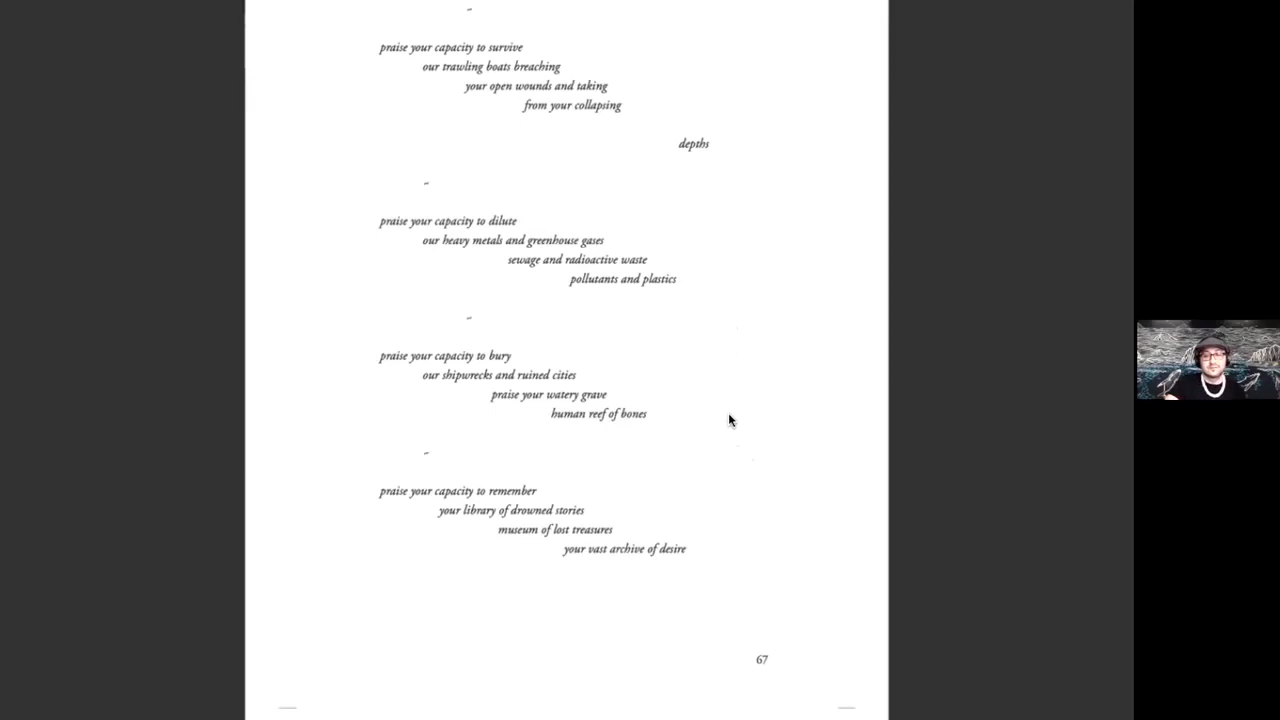 ~
praise your capacity to survive
our trawling boats breaching
your open wounds and taking
from your collapsing
depths
~
praise your capacity to dilute
our heavy metals and greenhouse gases
sewage and radioactive waste
pollutants and plastics
~
praise your capacity to bury
our shipwrecks and ruined cities
praise your watery grave
human reef of bones
~
praise your capacity to remember
your library of drowned stories
museum of lost treasures
your vast archive of desire
67